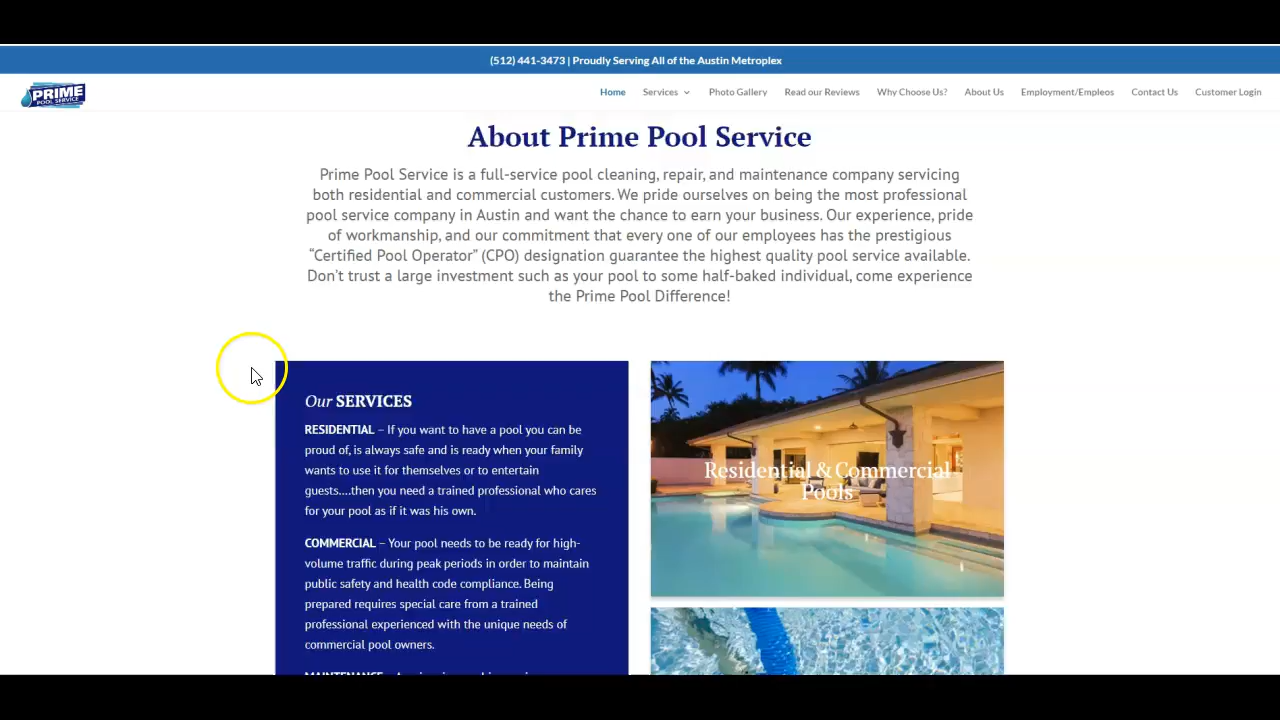 (512) 441-3473 | Proudly Serving All of the Austin Metroplex
PRIME
POOL SERVICE
Home Services Photo Gallery Read our Reviews Why Choose Us? About Us Employment/Empleos Contact Us Customer Login
About Prime Pool Service
Prime Pool Service is a full-service pool cleaning, repair, and maintenance company servicing
both residential and commercial customers. We pride ourselves on being the most professional
pool service company in Austin and want the chance to earn your business. Our experience, pride
of workmanship, and our commitment that every one of our employees has the prestigious
“Certified Pool Operator” (CPO) designation guarantee the highest quality pool service available.
Don’t trust a large investment such as your pool to some half-baked individual, come experience
the Prime Pool Difference!
Our SERVICES
RESIDENTIAL – If you want to have a pool you can be
proud of, is always safe and is ready when your family
wants to use it for themselves or to entertain
guests….then you need a trained professional who cares
for your pool as if it was his own.
COMMERCIAL – Your pool needs to be ready for high-
volume traffic during peak periods in order to maintain
public safety and health code compliance. Being
prepared requires special care from a trained
professional experienced with the unique needs of
commercial pool owners.
Residential & Commercial
Pools